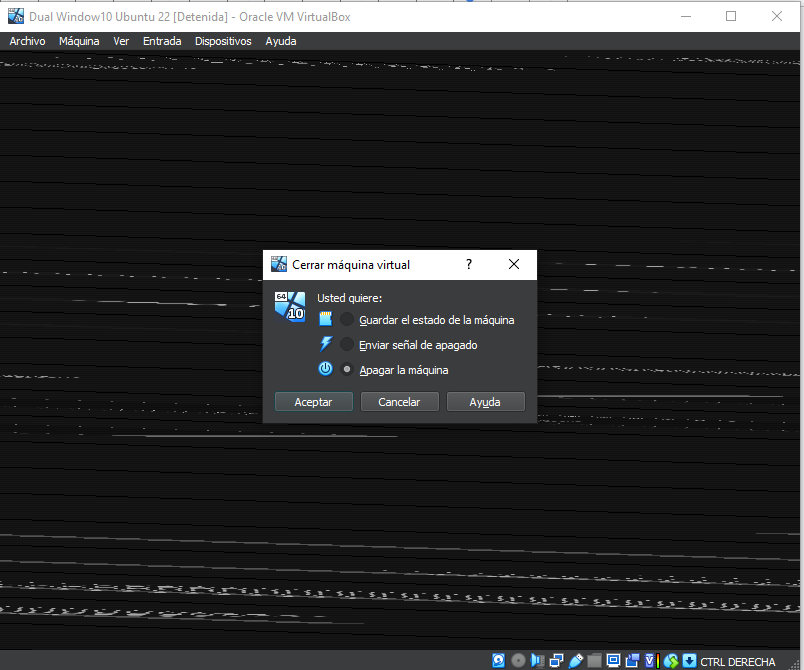 Dual Window10 Ubuntu 22 [Detenida] - Oracle VM VirtualBox
Archivo Máquina Ver Entrada Dispositivos Ayuda
Cerrar máquina virtual ?
64
10
Usted quiere:
Guardar el estado de la máquina
Enviar señal de apagado
Apagar la máquina
Aceptar Cancelar Ayuda
CTRL DERECHA